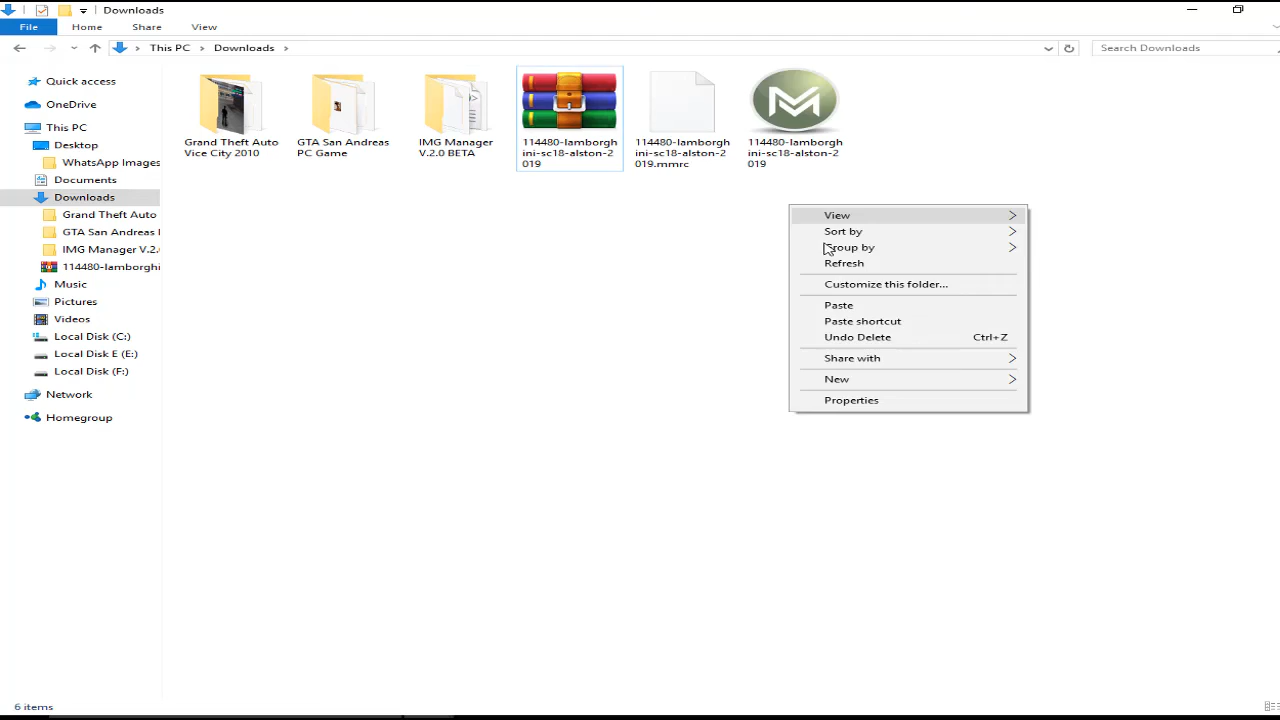 Downloads
File Home Share View
This PC Downloads
Search Downloads
Quick access
OneDrive
This PC
Desktop
WhatsApp Images
Documents
Downloads
Grand Theft Auto
GTA San Andreas
IMG Manager V.2.
114480-lamborghi
Music
Pictures
Videos
Local Disk (C:)
Local Disk E (E:)
Local Disk (F:)
Network
Homegroup
Grand Theft Auto
Vice City 2010
GTA San Andreas
PC Game
IMG Manager
V.2.0 BETA
114480-lamborgh
ini-sc18-alston-2
019
114480-lamborgh
ini-sc18-alston-2
019.mmrc
114480-lamborgh
ini-sc18-alston-2
019
View
Sort by
Group by
Refresh
Customize this folder...
Paste
Paste shortcut
Undo Delete Ctrl+Z
Share with
New
Properties
6 items